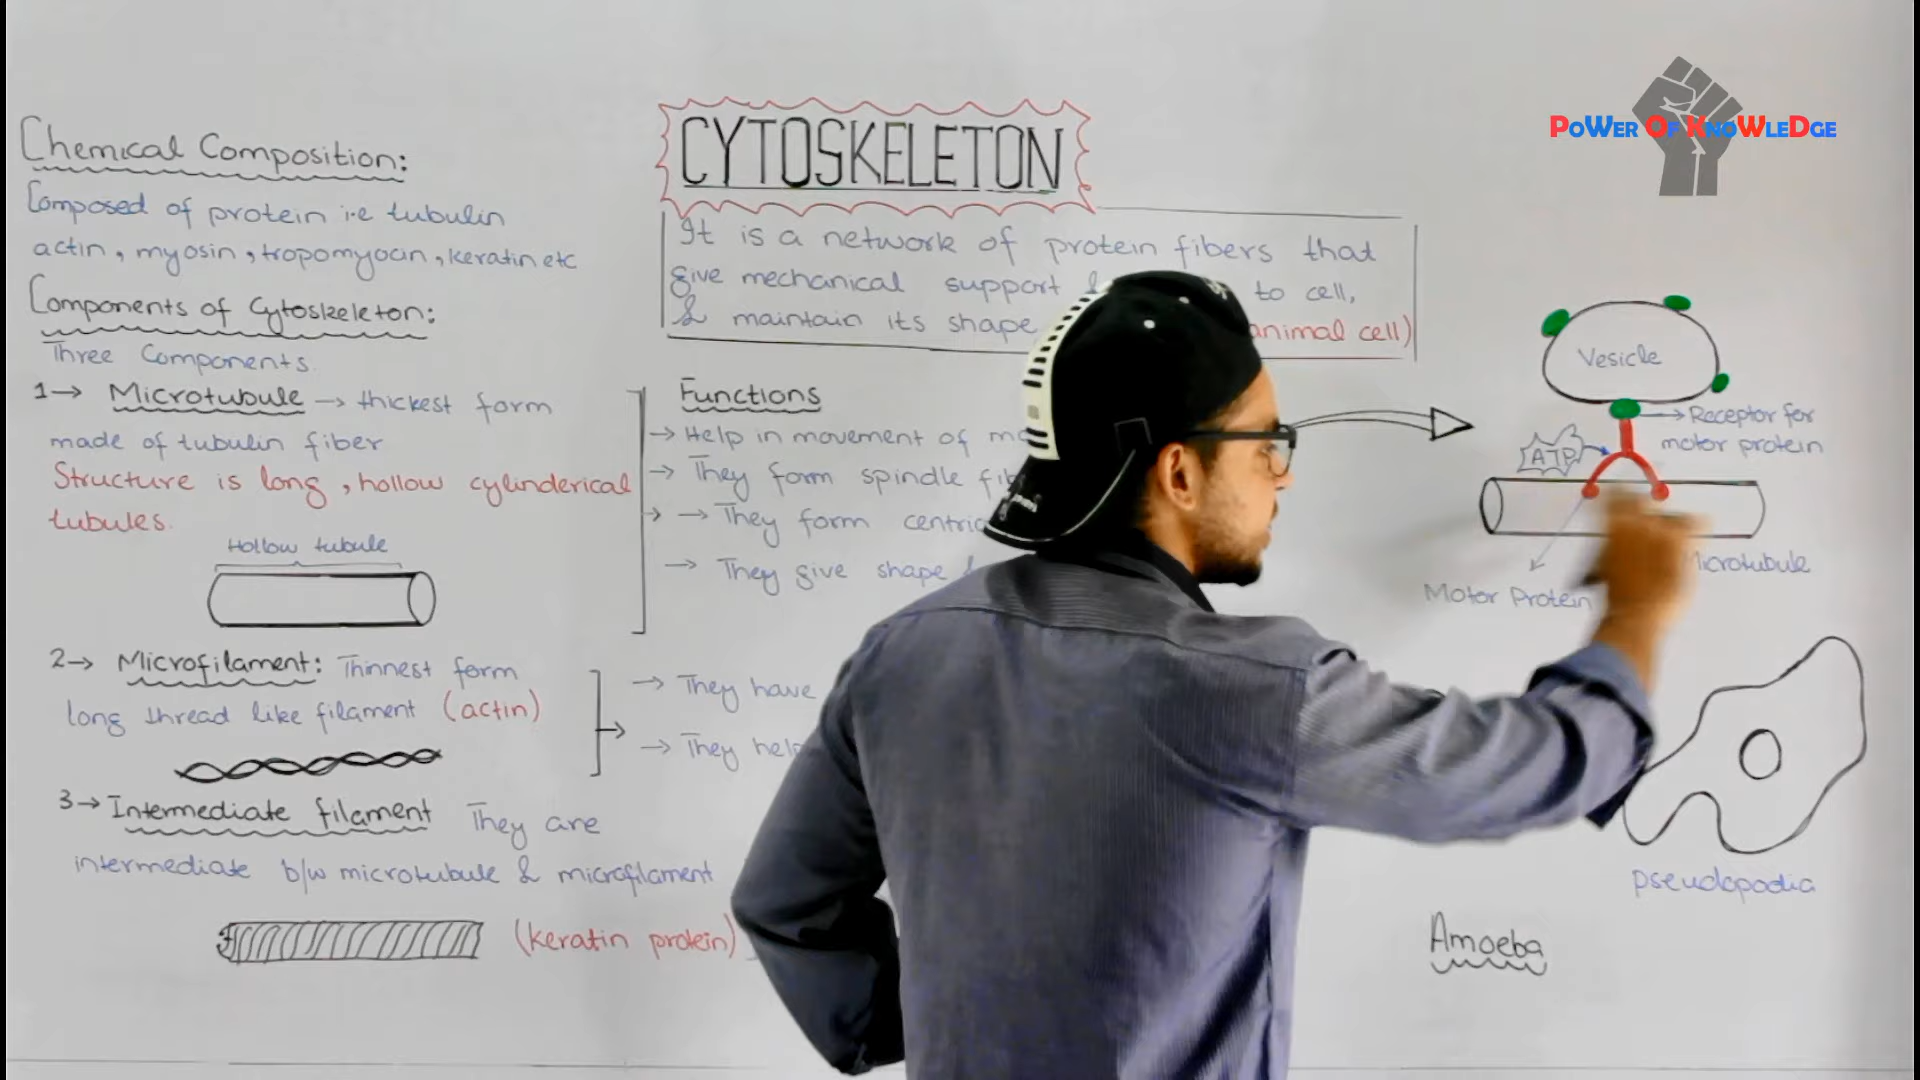 PoWer Of KnoWleDge
CYTOSKELETON
It is a network of protein fibers that
give mechanical support & to cell,
& maintain its shape animal cell)
Chemical Composition:
Composed of protein i.e tubulin
actin, myosin, tropomyocin, keratin etc
Components of Cytoskeleton:
Three Components.
1→ Microtubule → thickest form
made of tubulin fiber
Structure is long, hollow cylinderical
tubules.
Hollow tubule
2→ Microfilament: Thinnest form
long thread like filament (actin)
3→ Intermediate filament They are
intermediate b/w microtubule & microfilament
(keratin protein)
Functions
→ Help in movement of
→ They form spindle
→ → They form
→ They give shape
→ They have
→ They help
Vesicle
→ Receptor for
motor protein
ATP
Microtubule
Motor Protein
pseudopodia
Amoeba